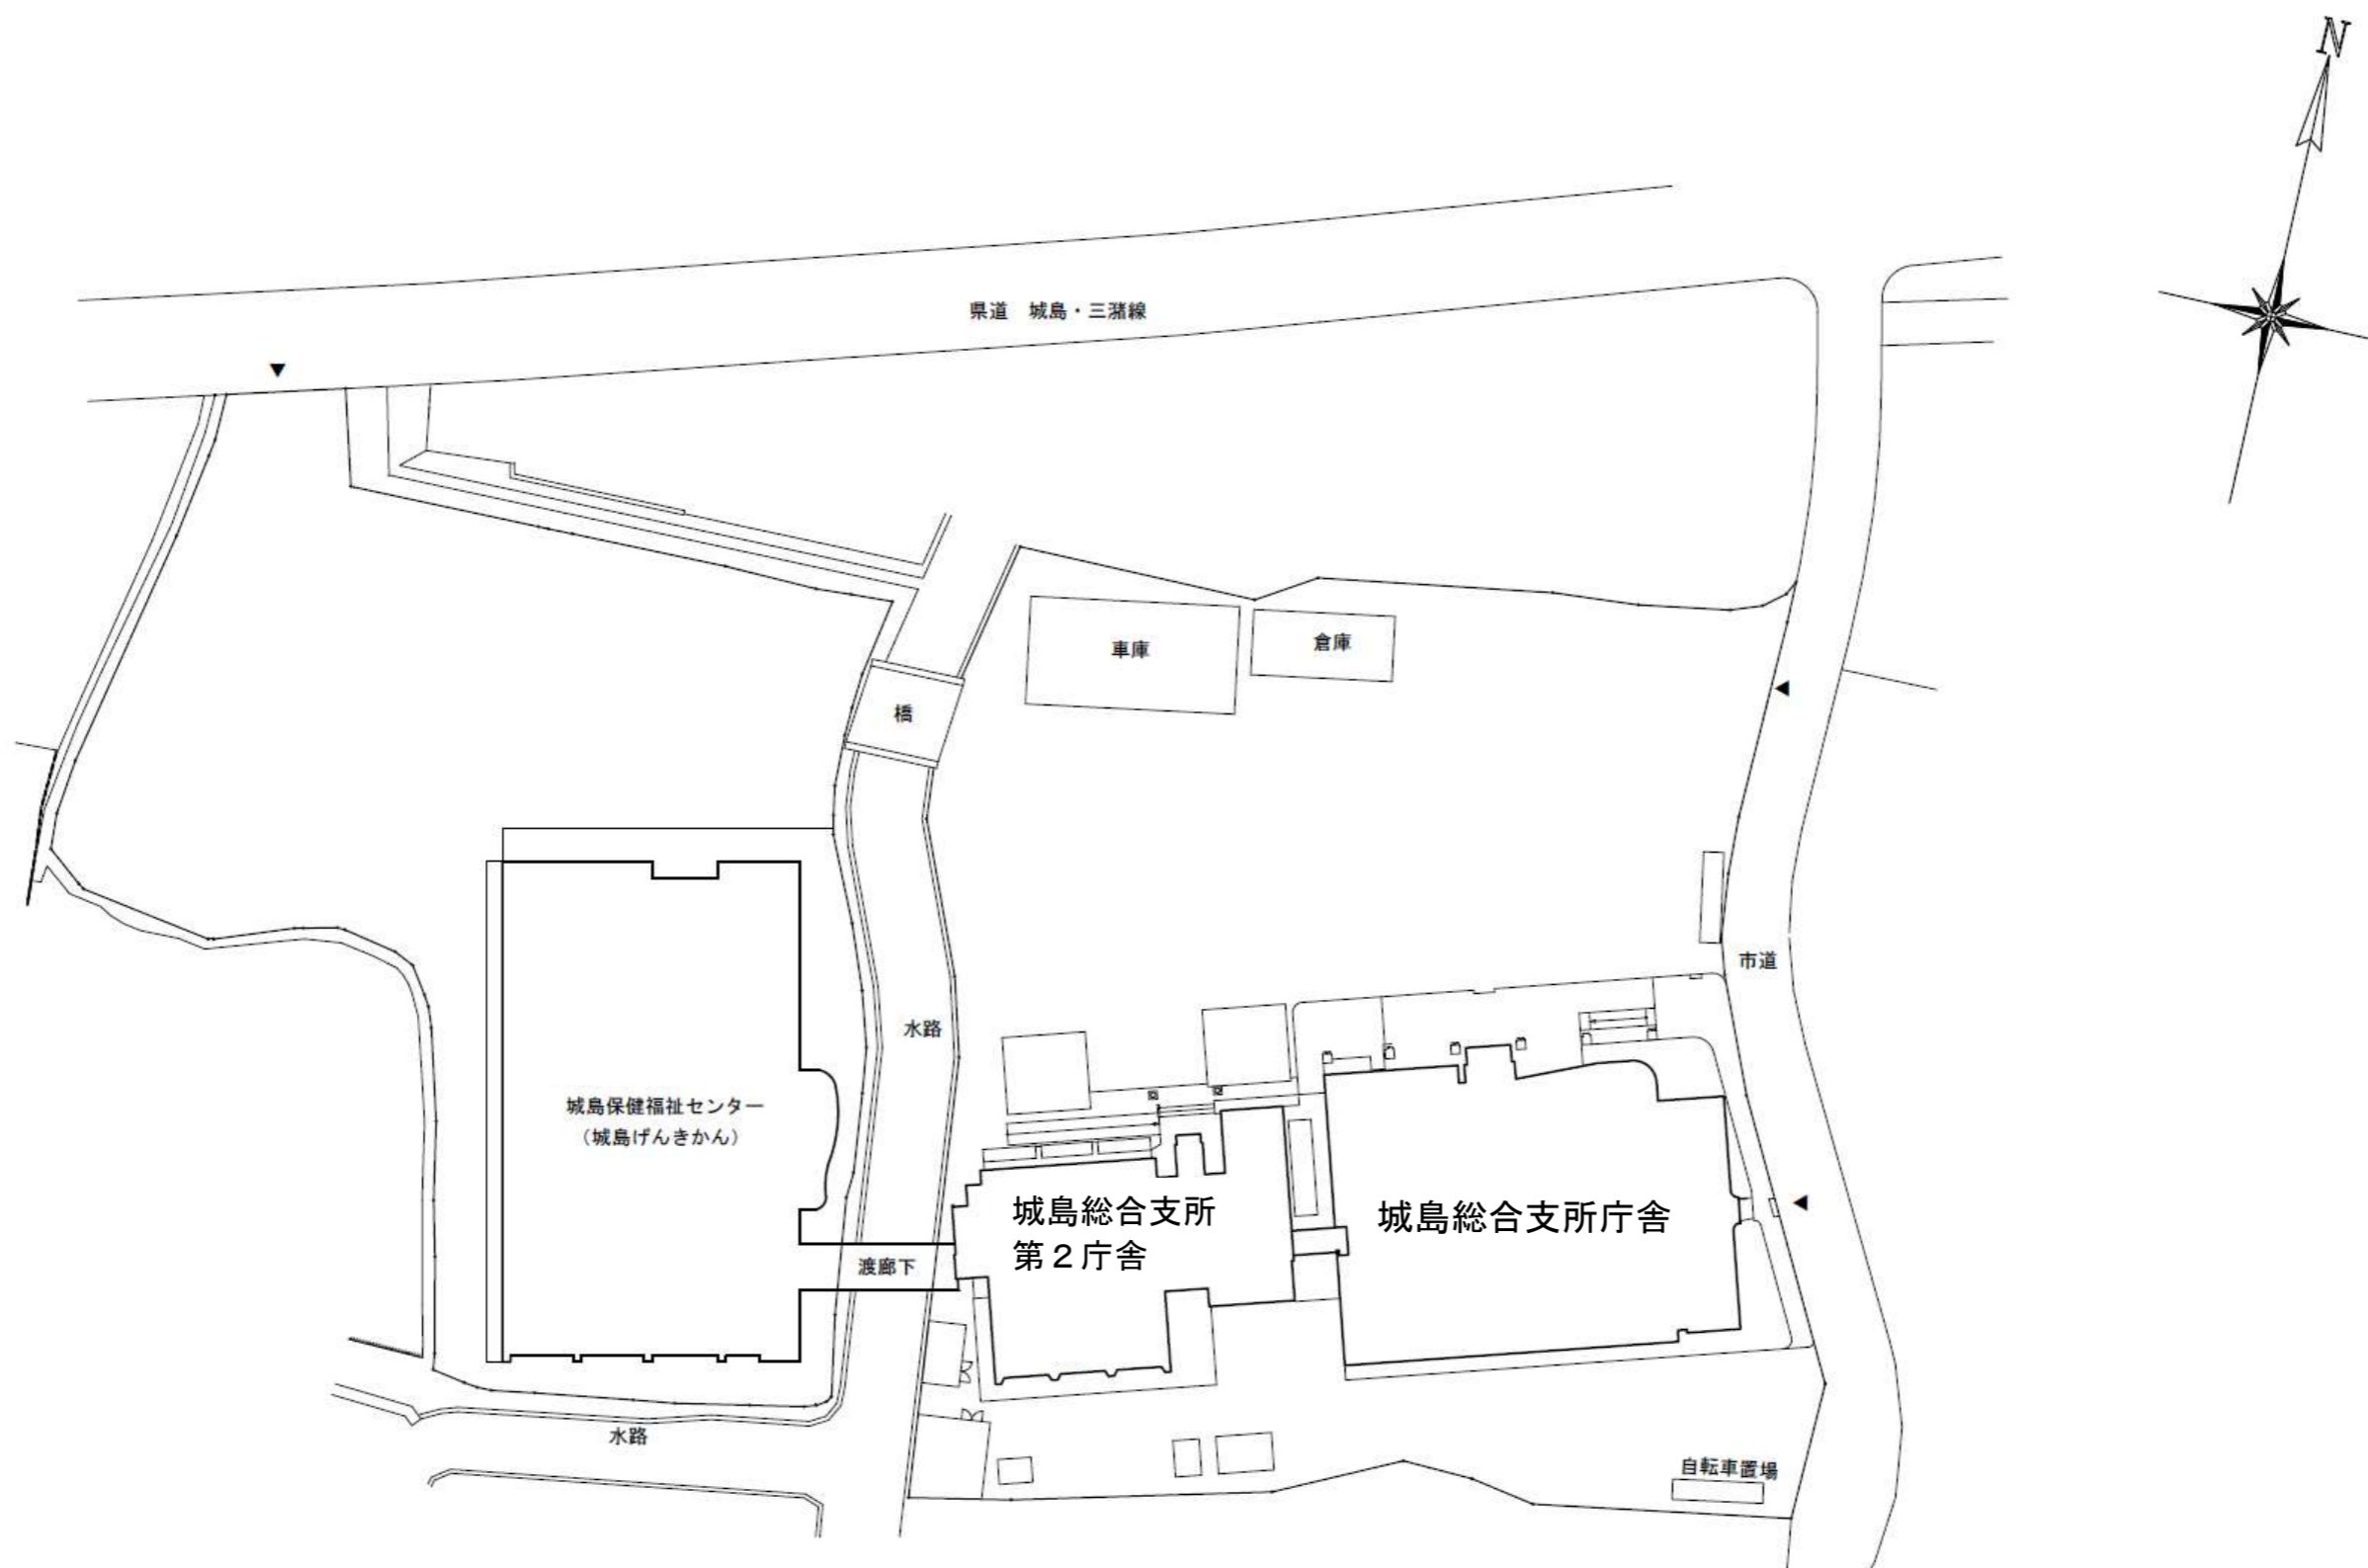 N
県道　城島・三潴線
車庫
倉庫
橋
市道
水路
城島保健福祉センター
（城島げんきかん）
城島総合支所
第２庁舎
城島総合支所庁舎
渡廊下
水路
自転車置場